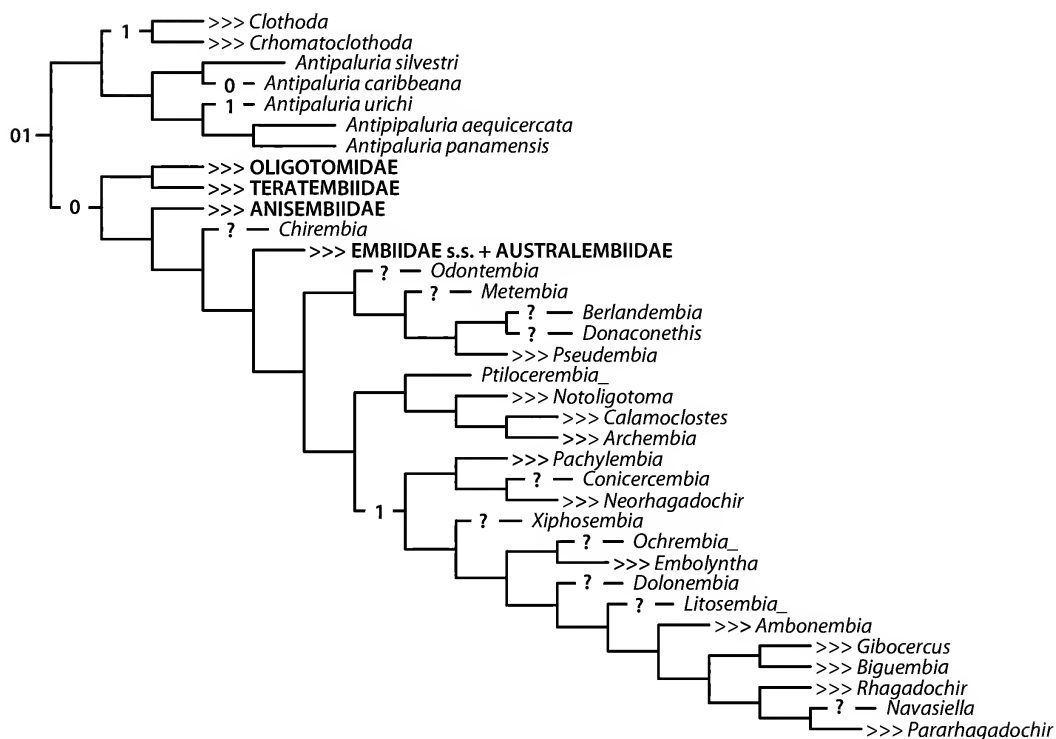 1 >>> Clothoda
>>> Crhomatoclothoda
Antipaluria silvestri
0 Antipaluria caribbeana
1 Antipaluria urichi
Antipipaluria aequicercata
01
Antipaluria panamensis
>>> OLIGOTOMIDAE
>>> TERATEMBIIDAE
0 >>> ANISEMBIIDAE
? Chirembia
>>> EMBIIDAE s.s. + AUSTRALEMBIIDAE
? Odontembia
? Metembia
? Berlandembia
? Donaconethis
>>> Pseudembia
Ptilocerembia_
>>> Notoligotoma
>>> Calamoclostes
>>> Archembia
>>> Pachylembia
? Conicercembia
>>> Neorhagadochir
1
? Xiphosembia
? Ochrembia_
>>> Embolyntha
? Dolonembia
? Litosembia_
>>> Ambonembia
>>> Gibocercus
>>> Biguembia
>>> Rhagadochir
? Navasiella
>>> Pararhagadochir